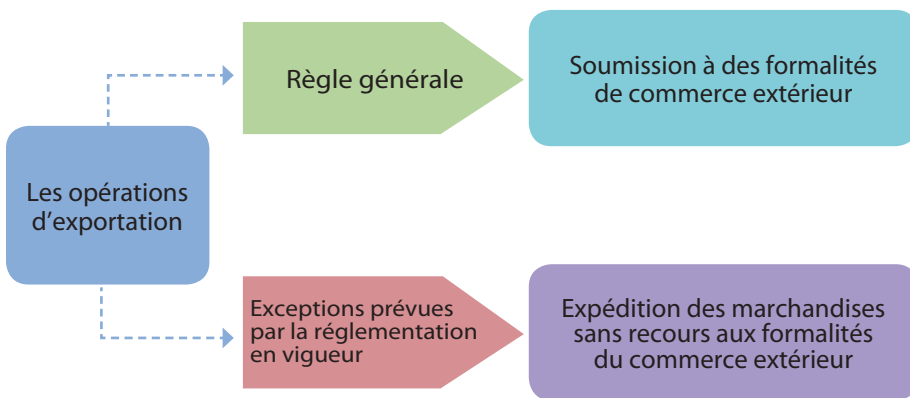 Règle générale
Soumission à des formalités
de commerce extérieur
Les opérations
d'exportation
Exceptions prévues
par la réglementation
en vigueur
Expédition des marchandises
sans recours aux formalités
du commerce extérieur